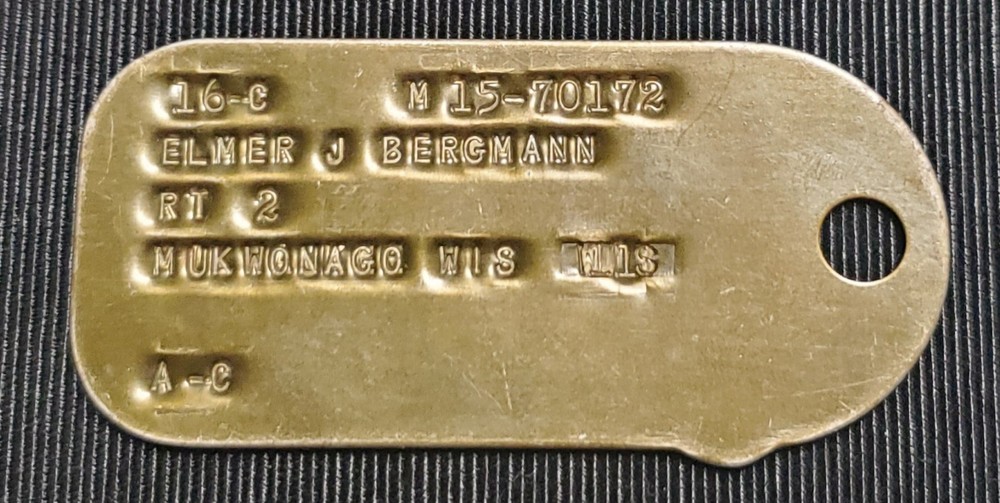 16-C M 15-70172
ELMER J BERGMANN
RT 2
MUKWONAGO WIS WIS
A-C